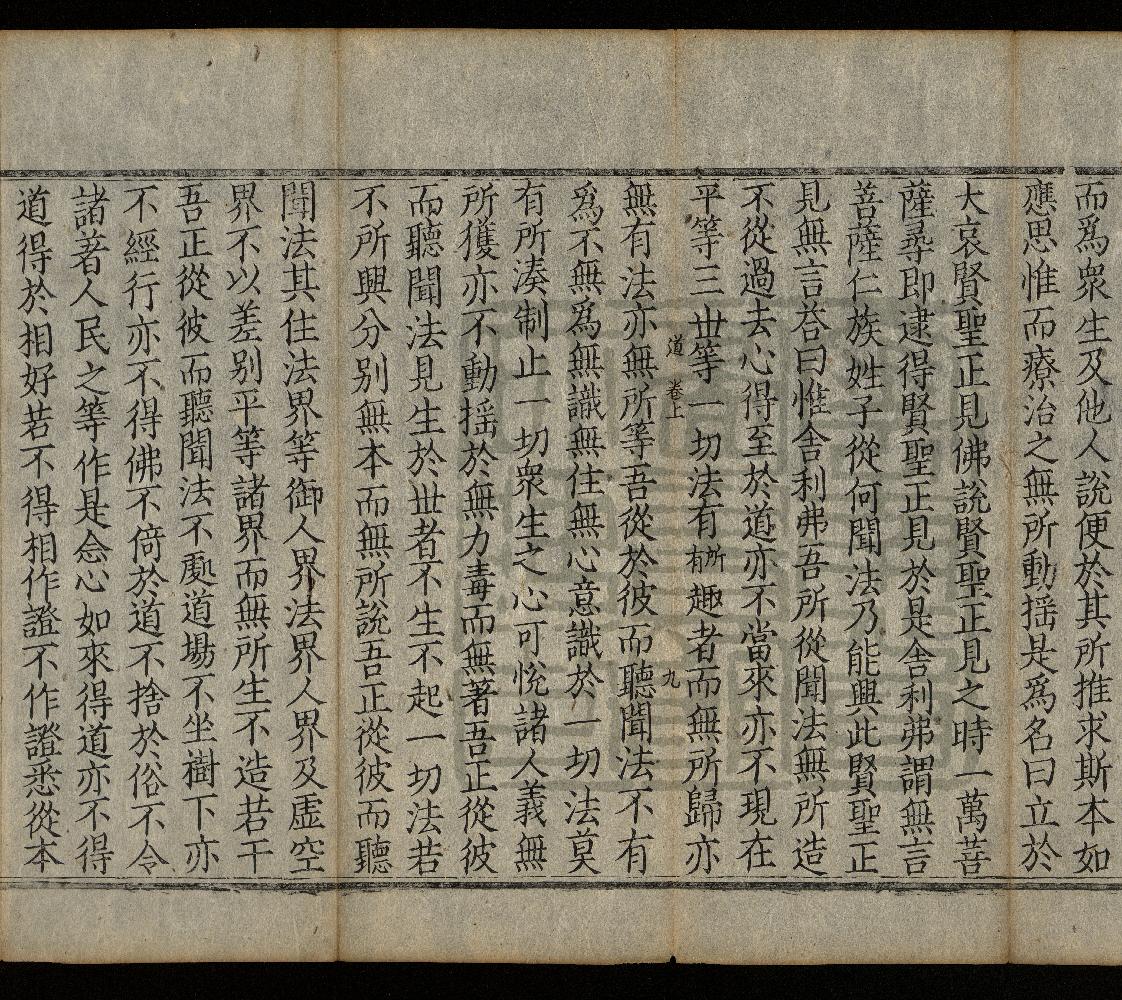 而為衆生及他人說便於其所推求斯本如
應思惟而療治之無所動揺是為名曰立於
大哀賢聖正見佛說賢聖正見之時一萬菩
薩尋即逮得賢聖正見於是舍利弗謂無言
菩薩仁族姓子從何聞法乃能興此賢聖正
見無言荅曰惟舍利弗吾所從聞法無所造
不從過去心得至於道亦不當來亦不現在
平等三世等一切法有所有趣者而無所歸亦
道 卷上 九
無有法亦無所等吾從於彼而聽聞法不有
為不無為無識無住無心意識於一切法莫
有所湊制止一切衆生之心可悅諸人義無
所獲亦不動揺於無力毒而無著吾正從彼
而聽聞法見生於世者不生不起一切法若
不所興分别無本而無所說吾正從彼而聽
聞法其住法界等御人界法界人界及虛空
界不以差别平等諸界而無所生不造若干
吾正從彼而聽聞法不處道場不坐樹下亦
不經行亦不得佛不倚於道不捨於俗不令
諸著人民之等作是念心如來得道亦不得
道得於相好若不得相作證不作證悉從本